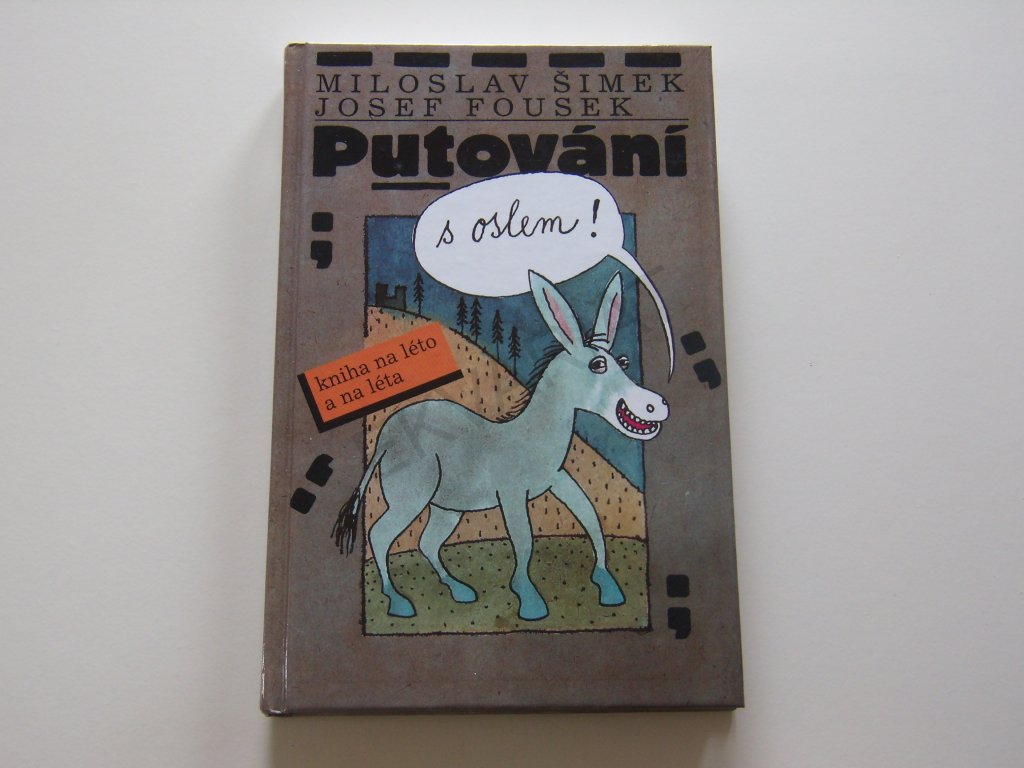 MILOSLAV ŠIMEK
JOSEF FOUSEK
Putování
s oslem!
kniha na léto
a na léta